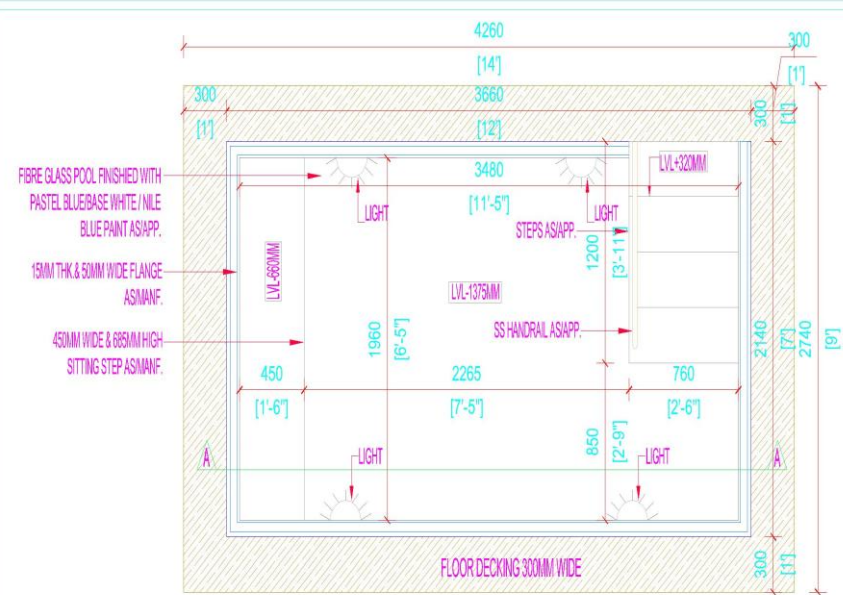 4260
[14']
300
[1']
300
[1']
3660
[12']
300
[1']
LVL+320MM
3480
[11'-5"]
FIBRE GLASS POOL FINISHED WITH
PASTEL BLUE/BASE WHITE / NILE
BLUE PAINT AS/APP.
LIGHT
LIGHT
STEPS AS/APP.
1200
[3'-11"]
15MM THK.& 50MM WIDE FLANGE
AS/MANF.
LVL-660MM
LVL-1375MM
450MM WIDE & 685MM HIGH
SITTING STEP AS/MANF.
1960
[6'-5"]
SS HANDRAIL AS/APP.
2140
[7']
2740
[9']
450
[1'-6"]
2265
[7'-5"]
760
[2'-6"]
850
[2'-9"]
A
LIGHT
LIGHT
A
FLOOR DECKING 300MM WIDE
300
[1']